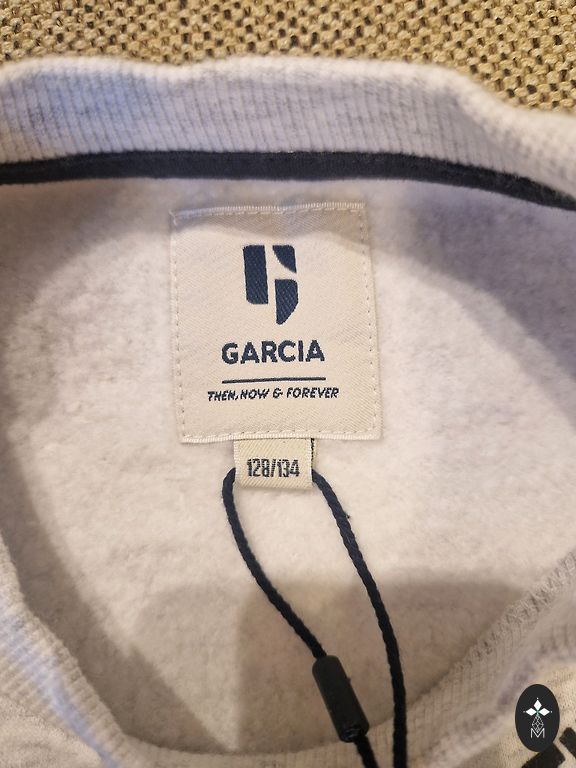 GARCIA
THEN, NOW & FOREVER
128/134
M